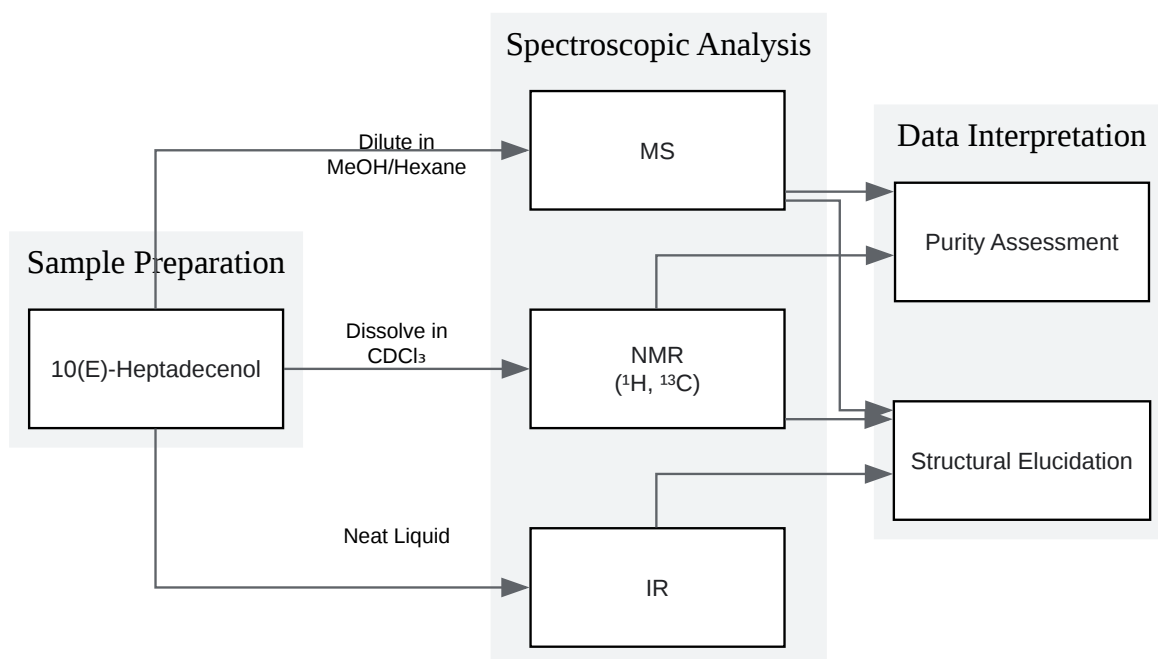 Spectroscopic Analysis
MS
Dilute in
MeOH/Hexane
Data Interpretation
Purity Assessment
Sample Preparation
10(E)-Heptadecenol
Dissolve in
CDCl₃
NMR
(¹H, ¹³C)
Structural Elucidation
Neat Liquid
IR